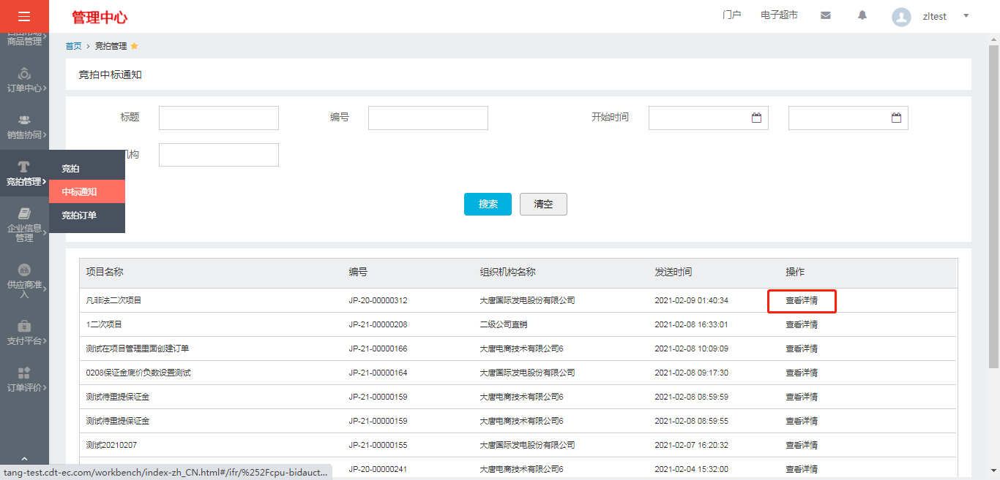 管理中心
门户
电子超市
zltest
首页 > 竞拍管理
竞拍中标通知
商品管理
订单中心
销售协同
竞拍管理
企业信息
管理
供应商准
入
支付平台
订单评价
竞拍
中标通知
竞拍订单
标题
编号
开始时间
机构
搜索
清空
项目名称 编号 组织机构名称 发送时间 操作
凡非法二次项目 JP-20-00000312 大唐国际发电股份有限公司 2021-02-09 01:40:34 查看详情
1二次项目 JP-21-00000208 二级公司直销 2021-02-08 16:33:01 查看详情
测试在项目管理里面创建订单 JP-21-00000166 大唐电商技术有限公司6 2021-02-08 10:09:09 查看详情
0208保证金底价负数设置测试 JP-21-00000164 大唐国际发电股份有限公司 2021-02-08 09:17:30 查看详情
测试待重提保证金 JP-21-00000159 大唐电商技术有限公司6 2021-02-08 08:59:59 查看详情
测试待重提保证金 JP-21-00000159 大唐电商技术有限公司6 2021-02-08 08:59:55 查看详情
测试20210207 JP-21-00000155 大唐国际发电股份有限公司 2021-02-07 16:20:32 查看详情
JP-20-00000241 大唐电商技术有限公司6 2021-02-04 15:32:00 查看详情
tang-test.cdt-ec.com/workbench/index-zh_CN.html#/ifr/%252Fcpu-bidauct...